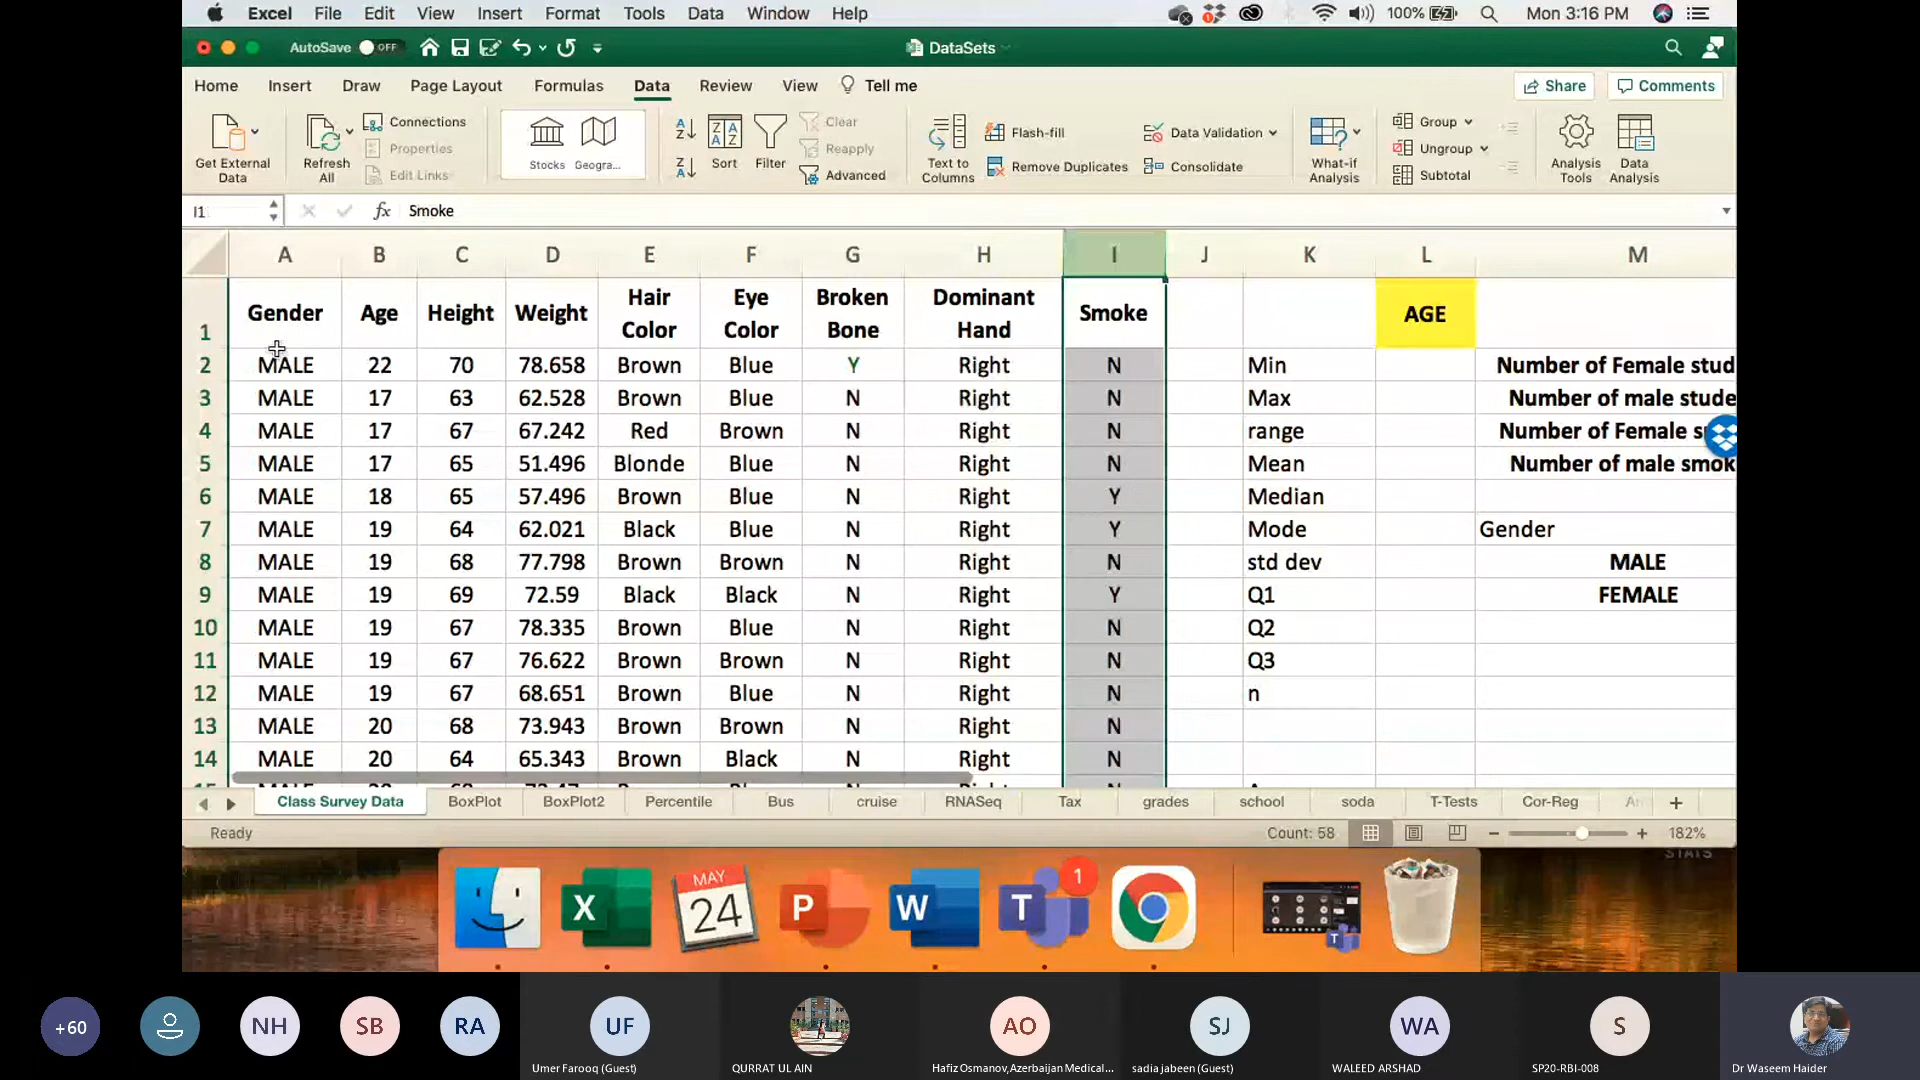 Excel File Edit View Insert Format Tools Data Window Help 100% Mon 3:16 PM
AutoSave OFF DataSets
Home Insert Draw Page Layout Formulas Data Review View Tell me Share Comments
Get External Data
Refresh All
Connections
Properties
Edit Links
Stocks Geogra...
Sort Filter
Clear
Reapply
Advanced
Text to Columns
Flash-fill
Remove Duplicates
Data Validation
Consolidate
What-if Analysis
Group
Ungroup
Subtotal
Analysis Tools
Data Analysis
I1 fx Smoke
A B C D E F G H I J K L M
1 Gender Age Height Weight Hair Color Eye Color Broken Bone Dominant Hand Smoke AGE
2 MALE 22 70 78.658 Brown Blue Y Right N Min Number of Female stud
3 MALE 17 63 62.528 Brown Blue N Right N Max Number of male stude
4 MALE 17 67 67.242 Red Brown N Right N range Number of Female s
5 MALE 17 65 51.496 Blonde Blue N Right N Mean Number of male smok
6 MALE 18 65 57.496 Brown Blue N Right Y Median
7 MALE 19 64 62.021 Black Blue N Right Y Mode Gender
8 MALE 19 68 77.798 Brown Brown N Right N std dev MALE
9 MALE 19 69 72.59 Black Black N Right Y Q1 FEMALE
10 MALE 19 67 78.335 Brown Blue N Right N Q2
11 MALE 19 67 76.622 Brown Brown N Right N Q3
12 MALE 19 67 68.651 Brown Blue N Right N n
13 MALE 20 68 73.943 Brown Brown N Right N
14 MALE 20 64 65.343 Brown Black N Right N
Class Survey Data BoxPlot BoxPlot2 Percentile Bus cruise RNASeq Tax grades school soda T-Tests Cor-Reg
Ready Count: 58 182%
STATS
MAY
24
X P W T 1
+60 NH SB RA UF AO SJ WA S
Umer Farooq (Guest) QURRAT UL AIN Hafiz Osmanov,Azerbaijan Medical... sadia jabeen (Guest) WALEED ARSHAD SP20-RBI-008 Dr Waseem Haider